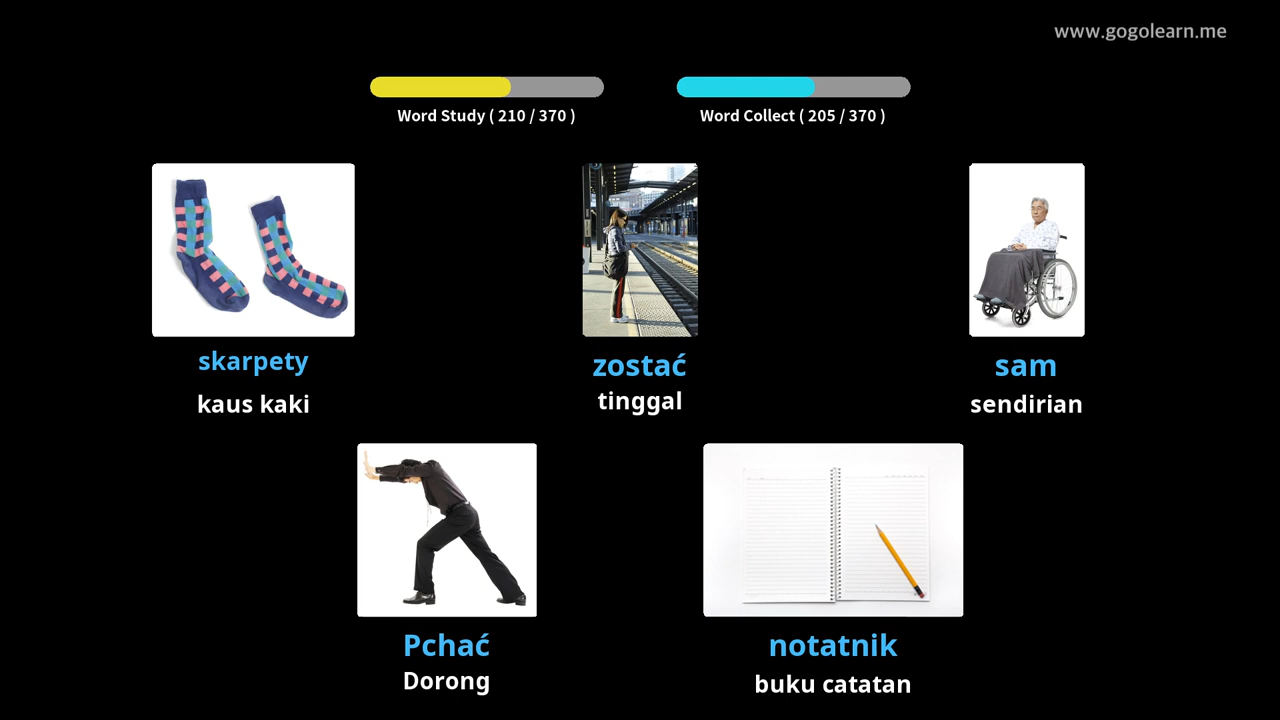 www.gogolearn.me
Word Study ( 210 / 370 )
Word Collect ( 205 / 370 )
skarpety
kaus kaki
zostać
tinggal
sam
sendirian
Pchać
Dorong
notatnik
buku catatan